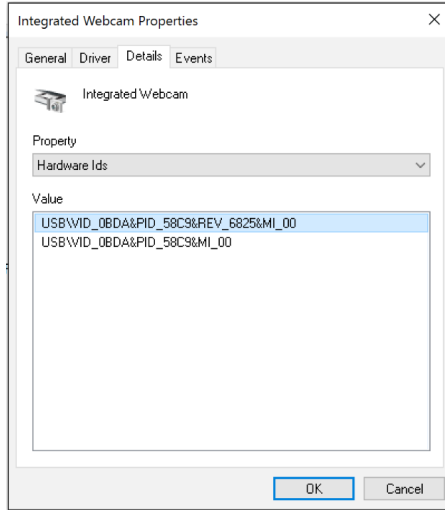 Integrated Webcam Properties
General Driver Details Events
Integrated Webcam
Property
Hardware Ids
Value
USB\VID_0BDA&PID_58C9&REV_6825&MI_00
USB\VID_0BDA&PID_58C9&MI_00
OK Cancel